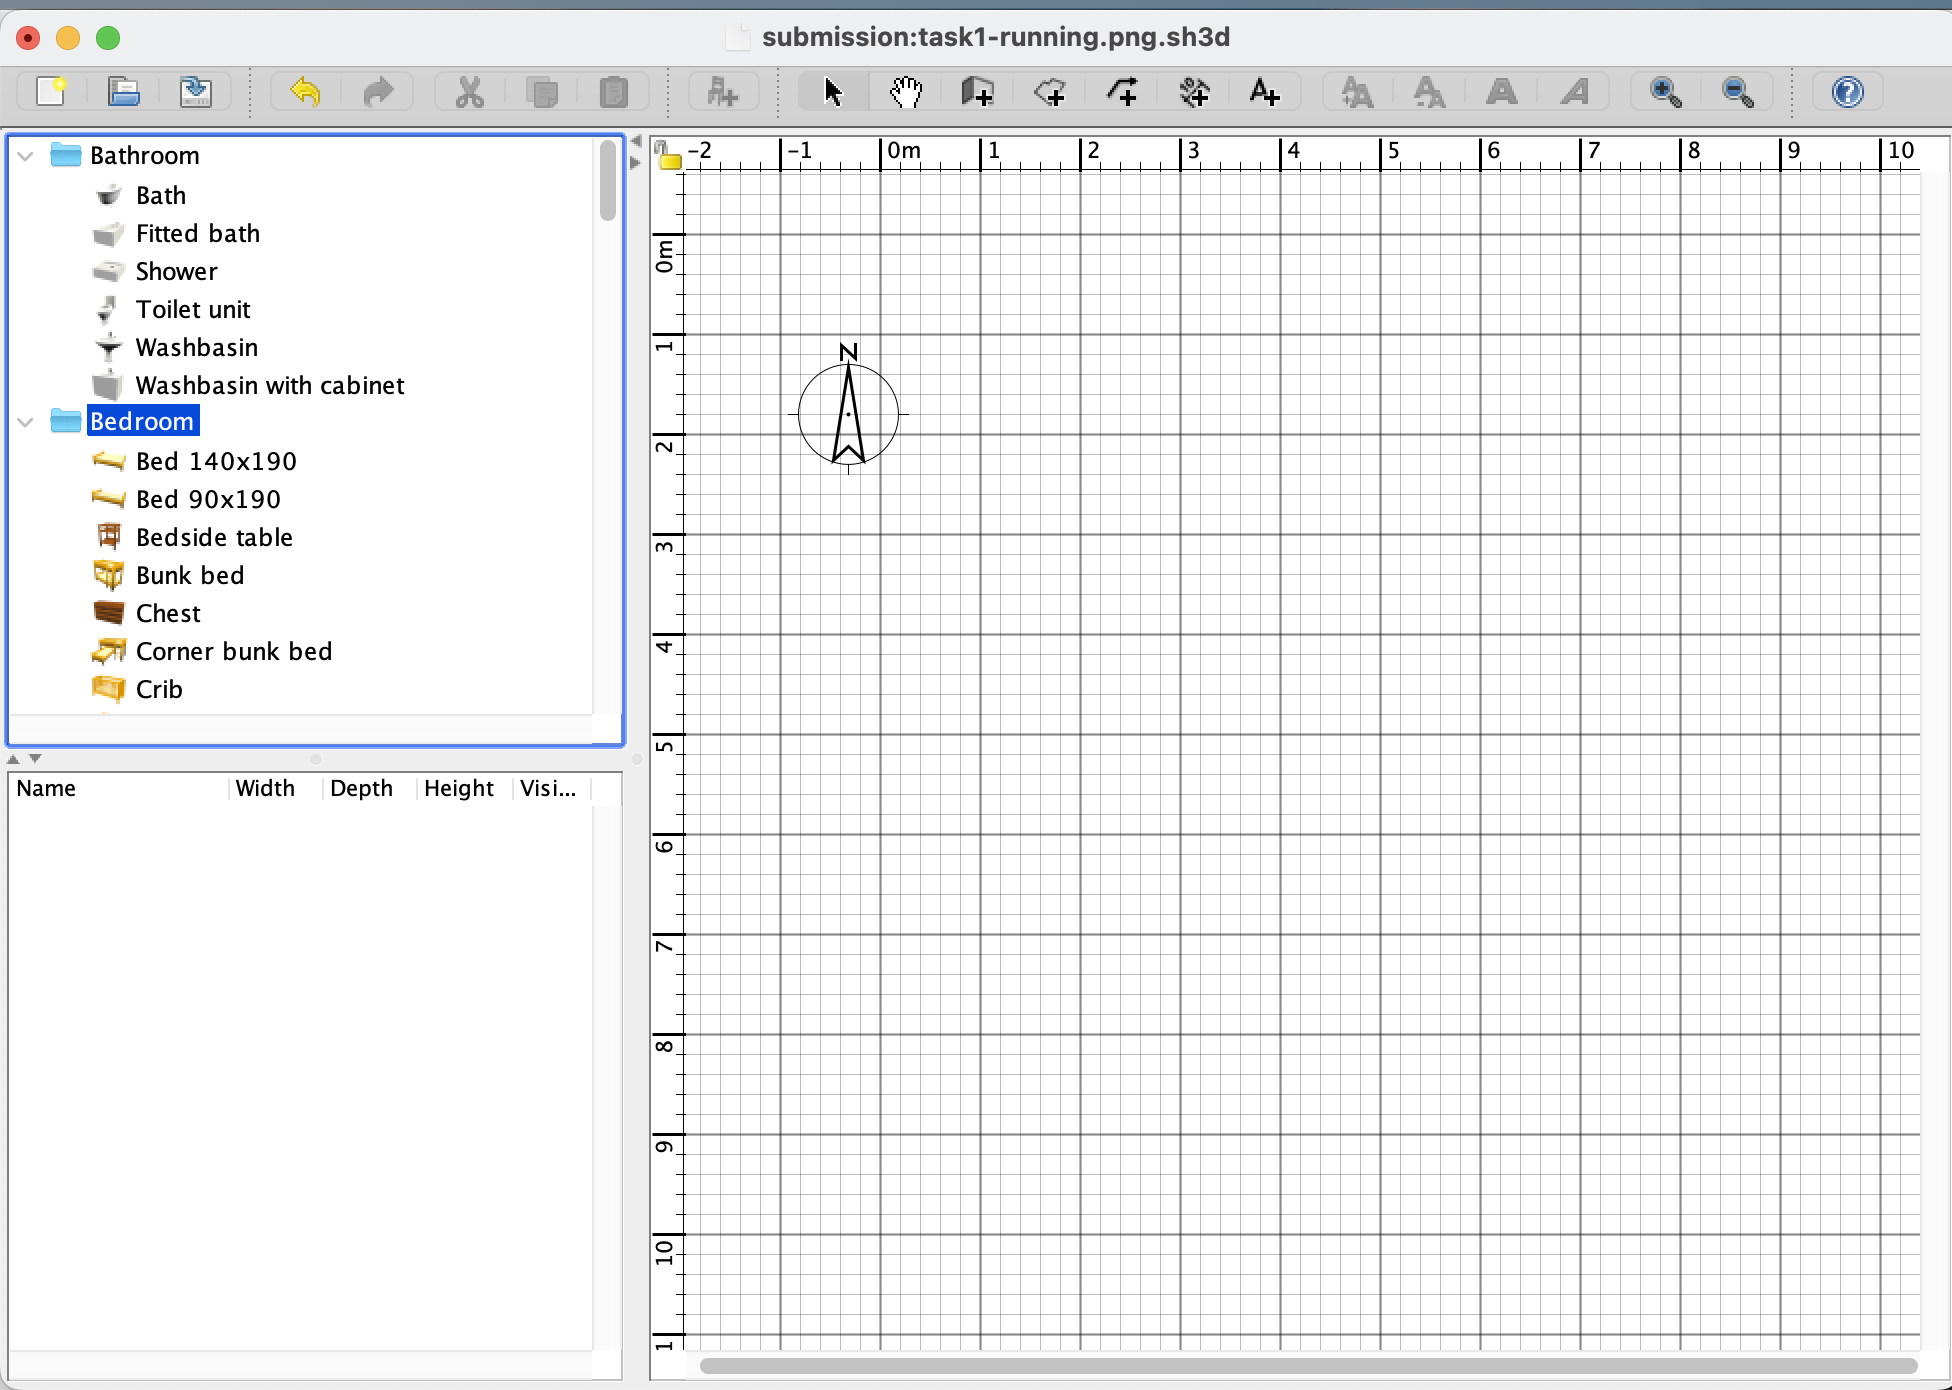 submission:task1-running.png.sh3d
Bathroom
Bath
Fitted bath
Shower
Toilet unit
Washbasin
Washbasin with cabinet
Bedroom
Bed 140x190
Bed 90x190
Bedside table
Bunk bed
Chest
Corner bunk bed
Crib
Name Width Depth Height Visi...
-2 -1 0m 1 2 3 4 5 6 7 8 9 10
0m
1
2
3
4
5
6
7
8
9
10
1
N